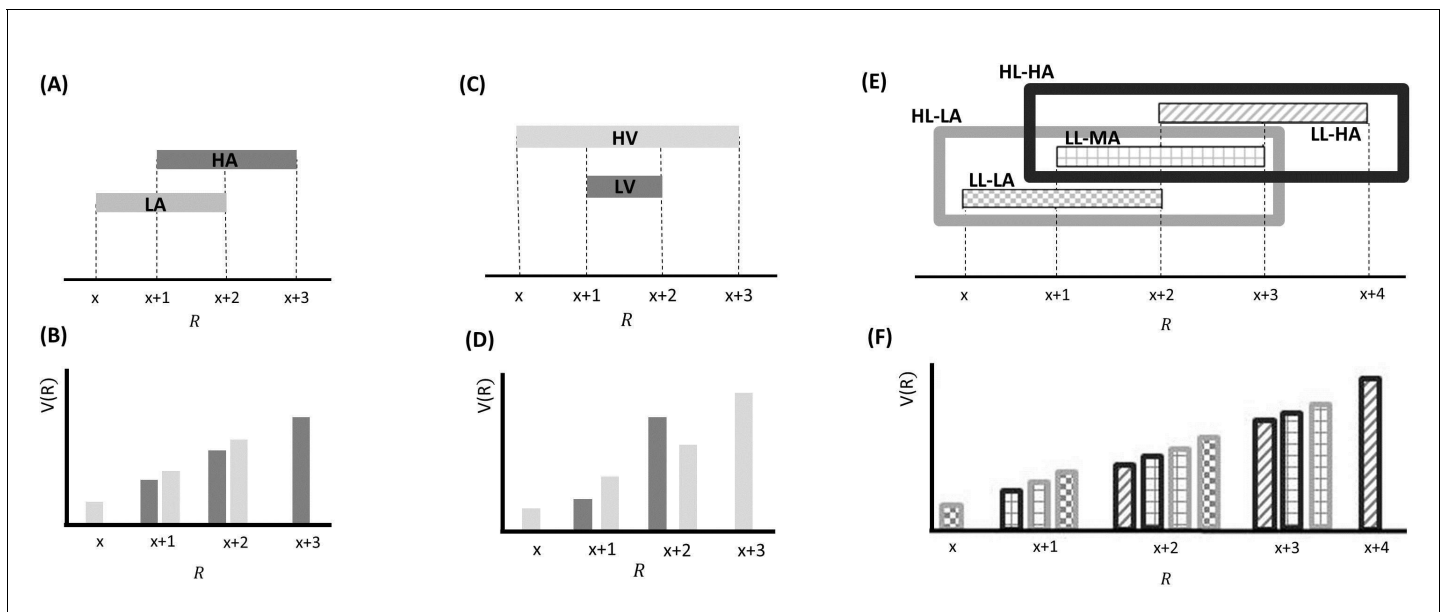 (A)
HA
LA
x x+1 x+2 x+3
R
(B)
V(R)
x x+1 x+2 x+3
R
(C)
HV
LV
x x+1 x+2 x+3
R
(D)
V(R)
x x+1 x+2 x+3
R
(E)
HL-HA
HL-LA
LL-HA
LL-MA
LL-LA
x x+1 x+2 x+3 x+4
R
(F)
V(R)
x x+1 x+2 x+3 x+4
R